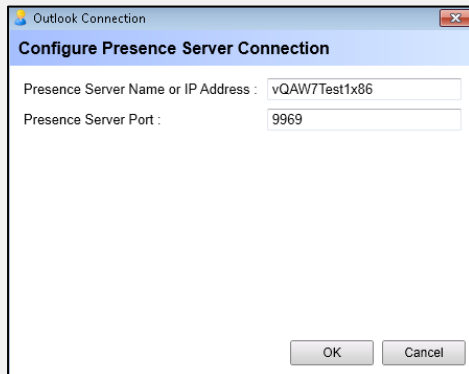 Outlook Connection
Configure Presence Server Connection
Presence Server Name or IP Address : vQAW7Test1x86
Presence Server Port : 9969
OK Cancel